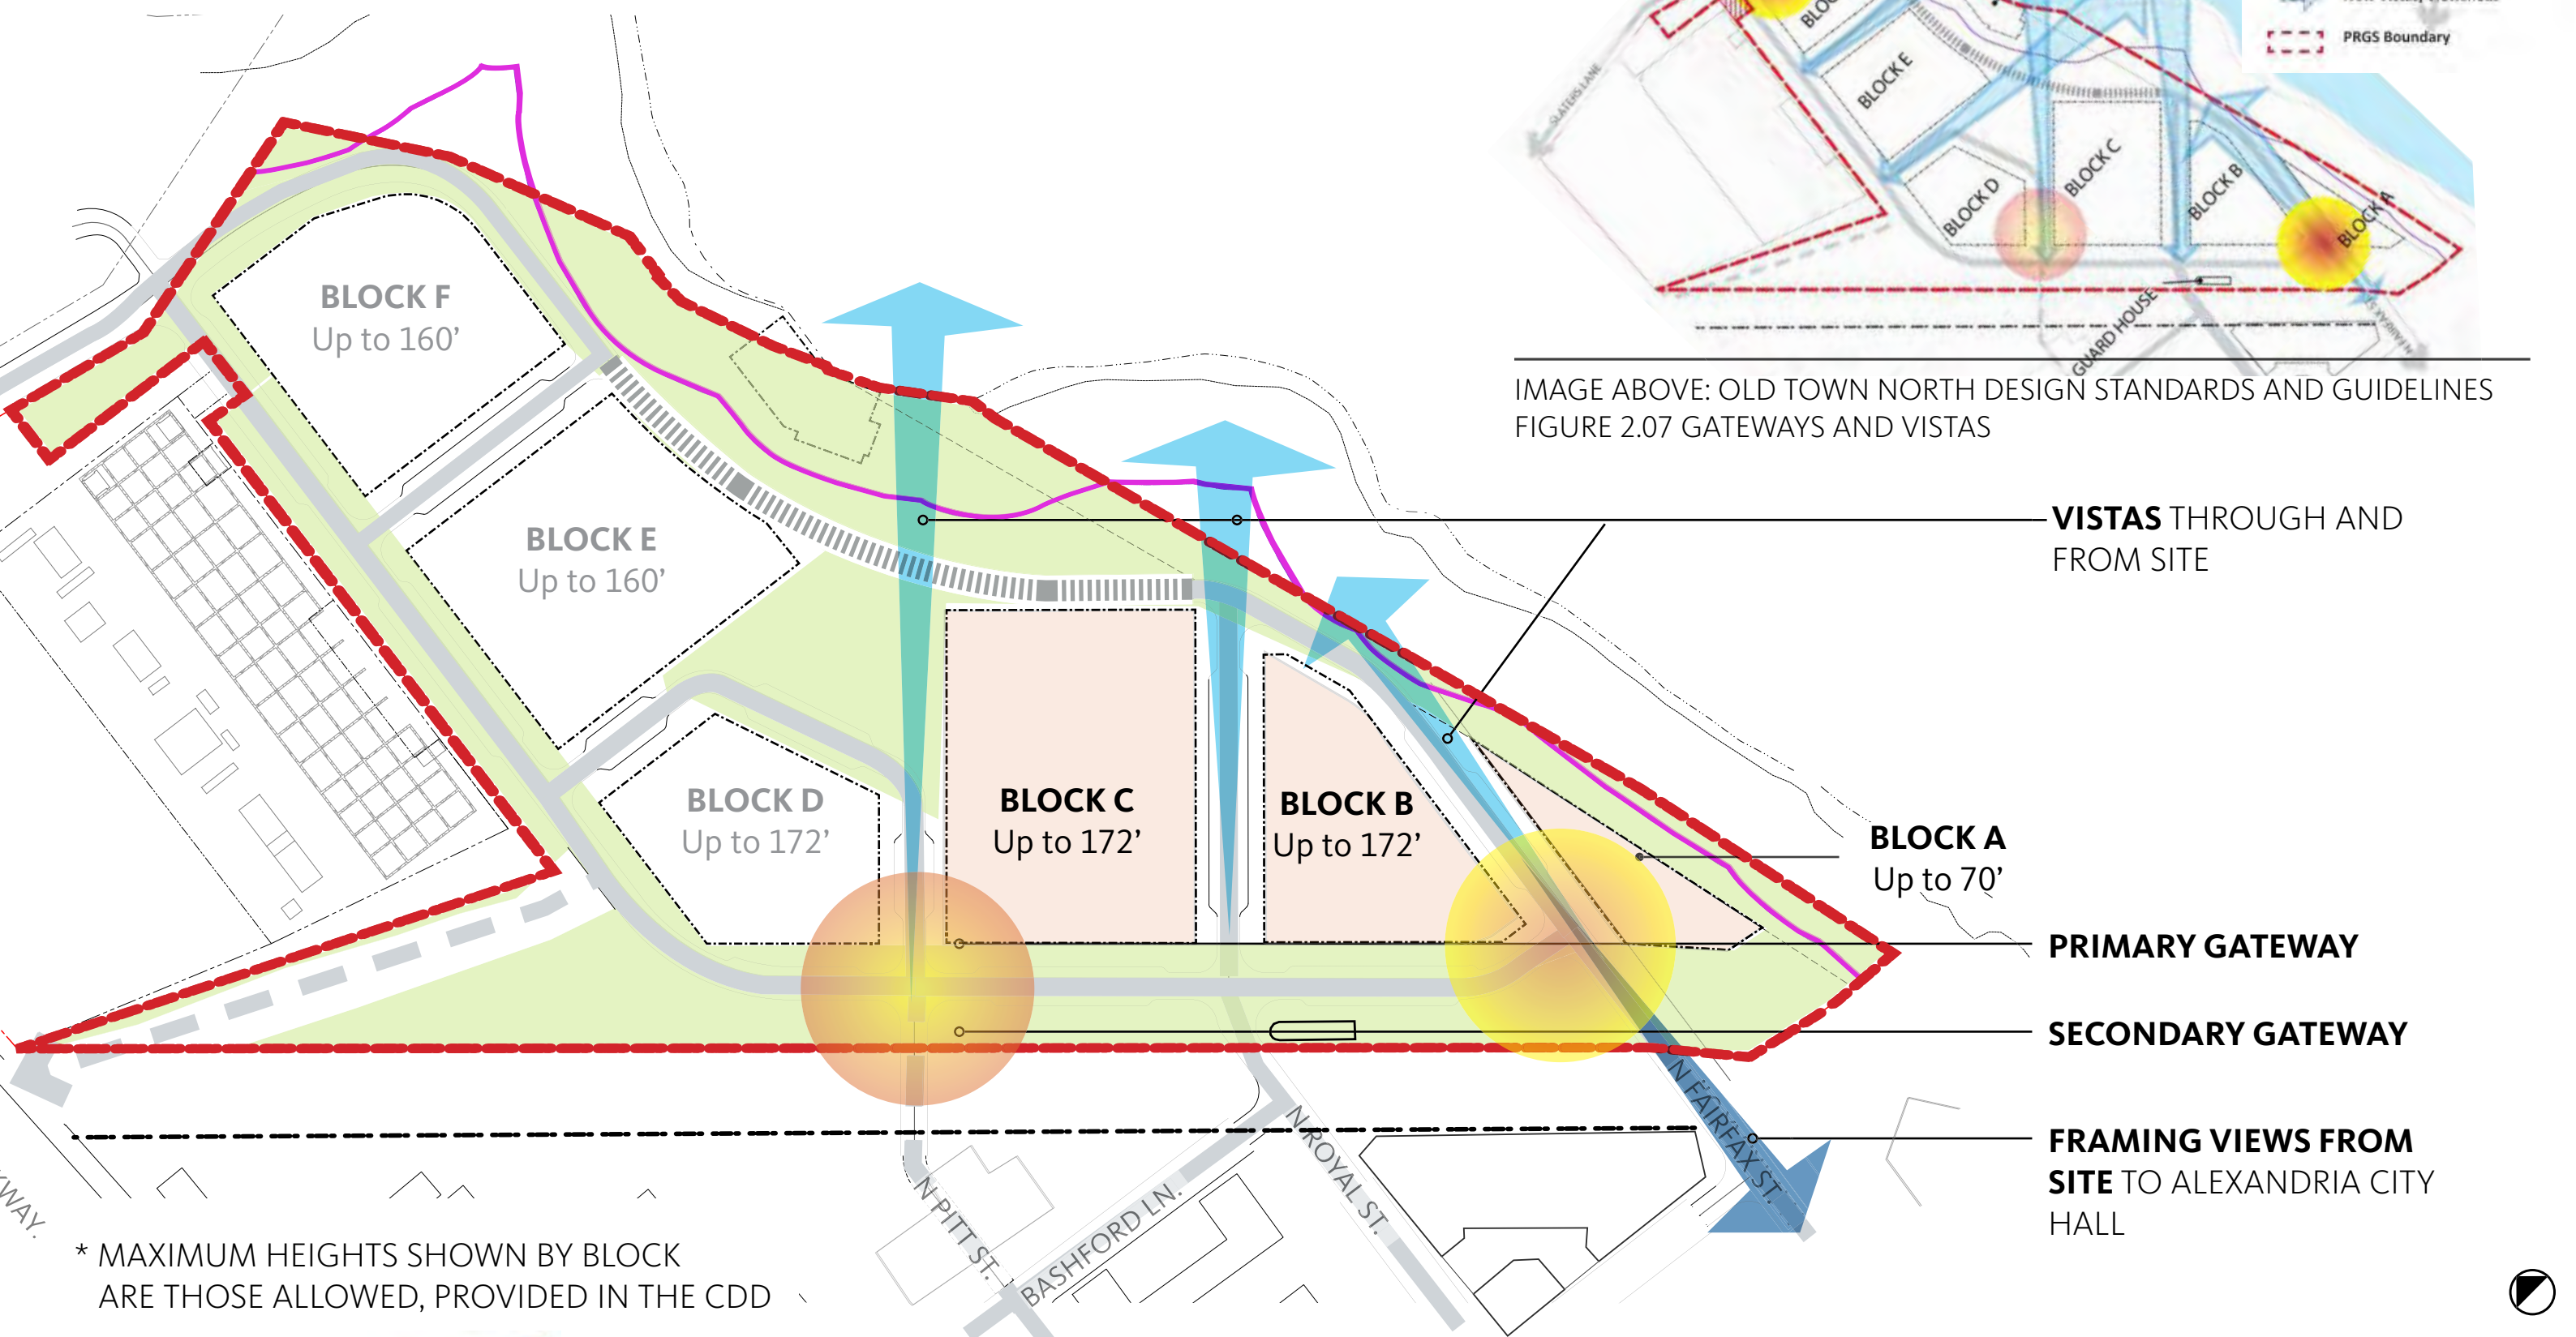 PRGS Boundary
SLATERS LANE
BLOCK E
BLOCK D
BLOCK C
BLOCK B
BLOCK A
GUARD HOUSE
IMAGE ABOVE: OLD TOWN NORTH DESIGN STANDARDS AND GUIDELINES
FIGURE 2.07 GATEWAYS AND VISTAS
BLOCK F
Up to 160’
BLOCK E
Up to 160’
BLOCK D
Up to 172’
BLOCK C
Up to 172’
BLOCK B
Up to 172’
BLOCK A
Up to 70’
VISTAS THROUGH AND
FROM SITE
PRIMARY GATEWAY
SECONDARY GATEWAY
FRAMING VIEWS FROM
SITE TO ALEXANDRIA CITY
HALL
N FAIRFAX ST.
N ROYAL ST.
BASHFORD LN.
N PITT ST.
* MAXIMUM HEIGHTS SHOWN BY BLOCK
ARE THOSE ALLOWED, PROVIDED IN THE CDD